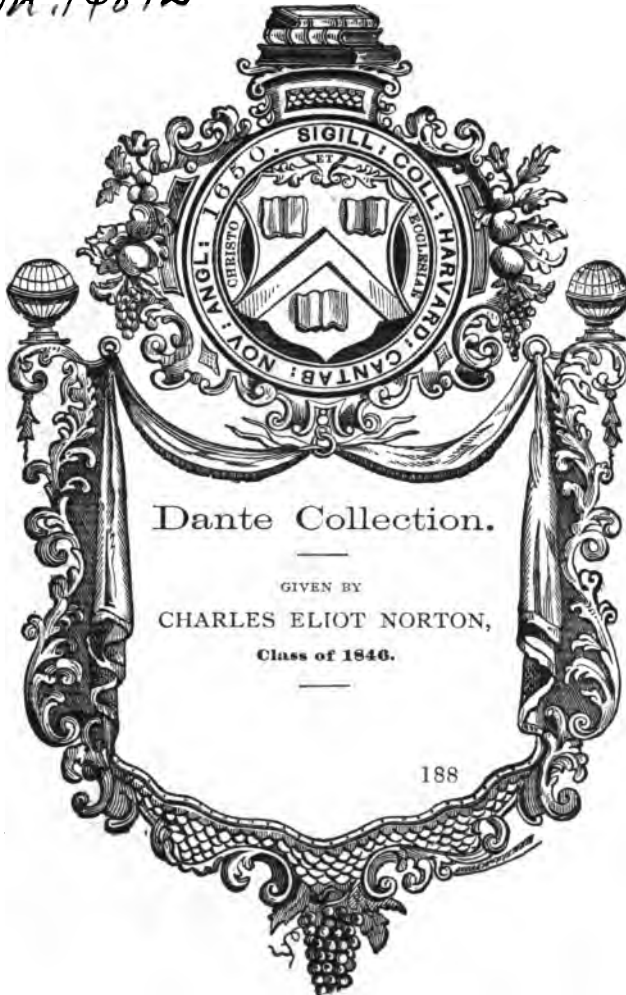 1650. SIGILL: COLL: HARVARD: CANTAB: NOV: ANGL:
ET
CHRISTO
ECCLESIAE
Dante Collection.
GIVEN BY
CHARLES ELIOT NORTON,
Class of 1846.
188